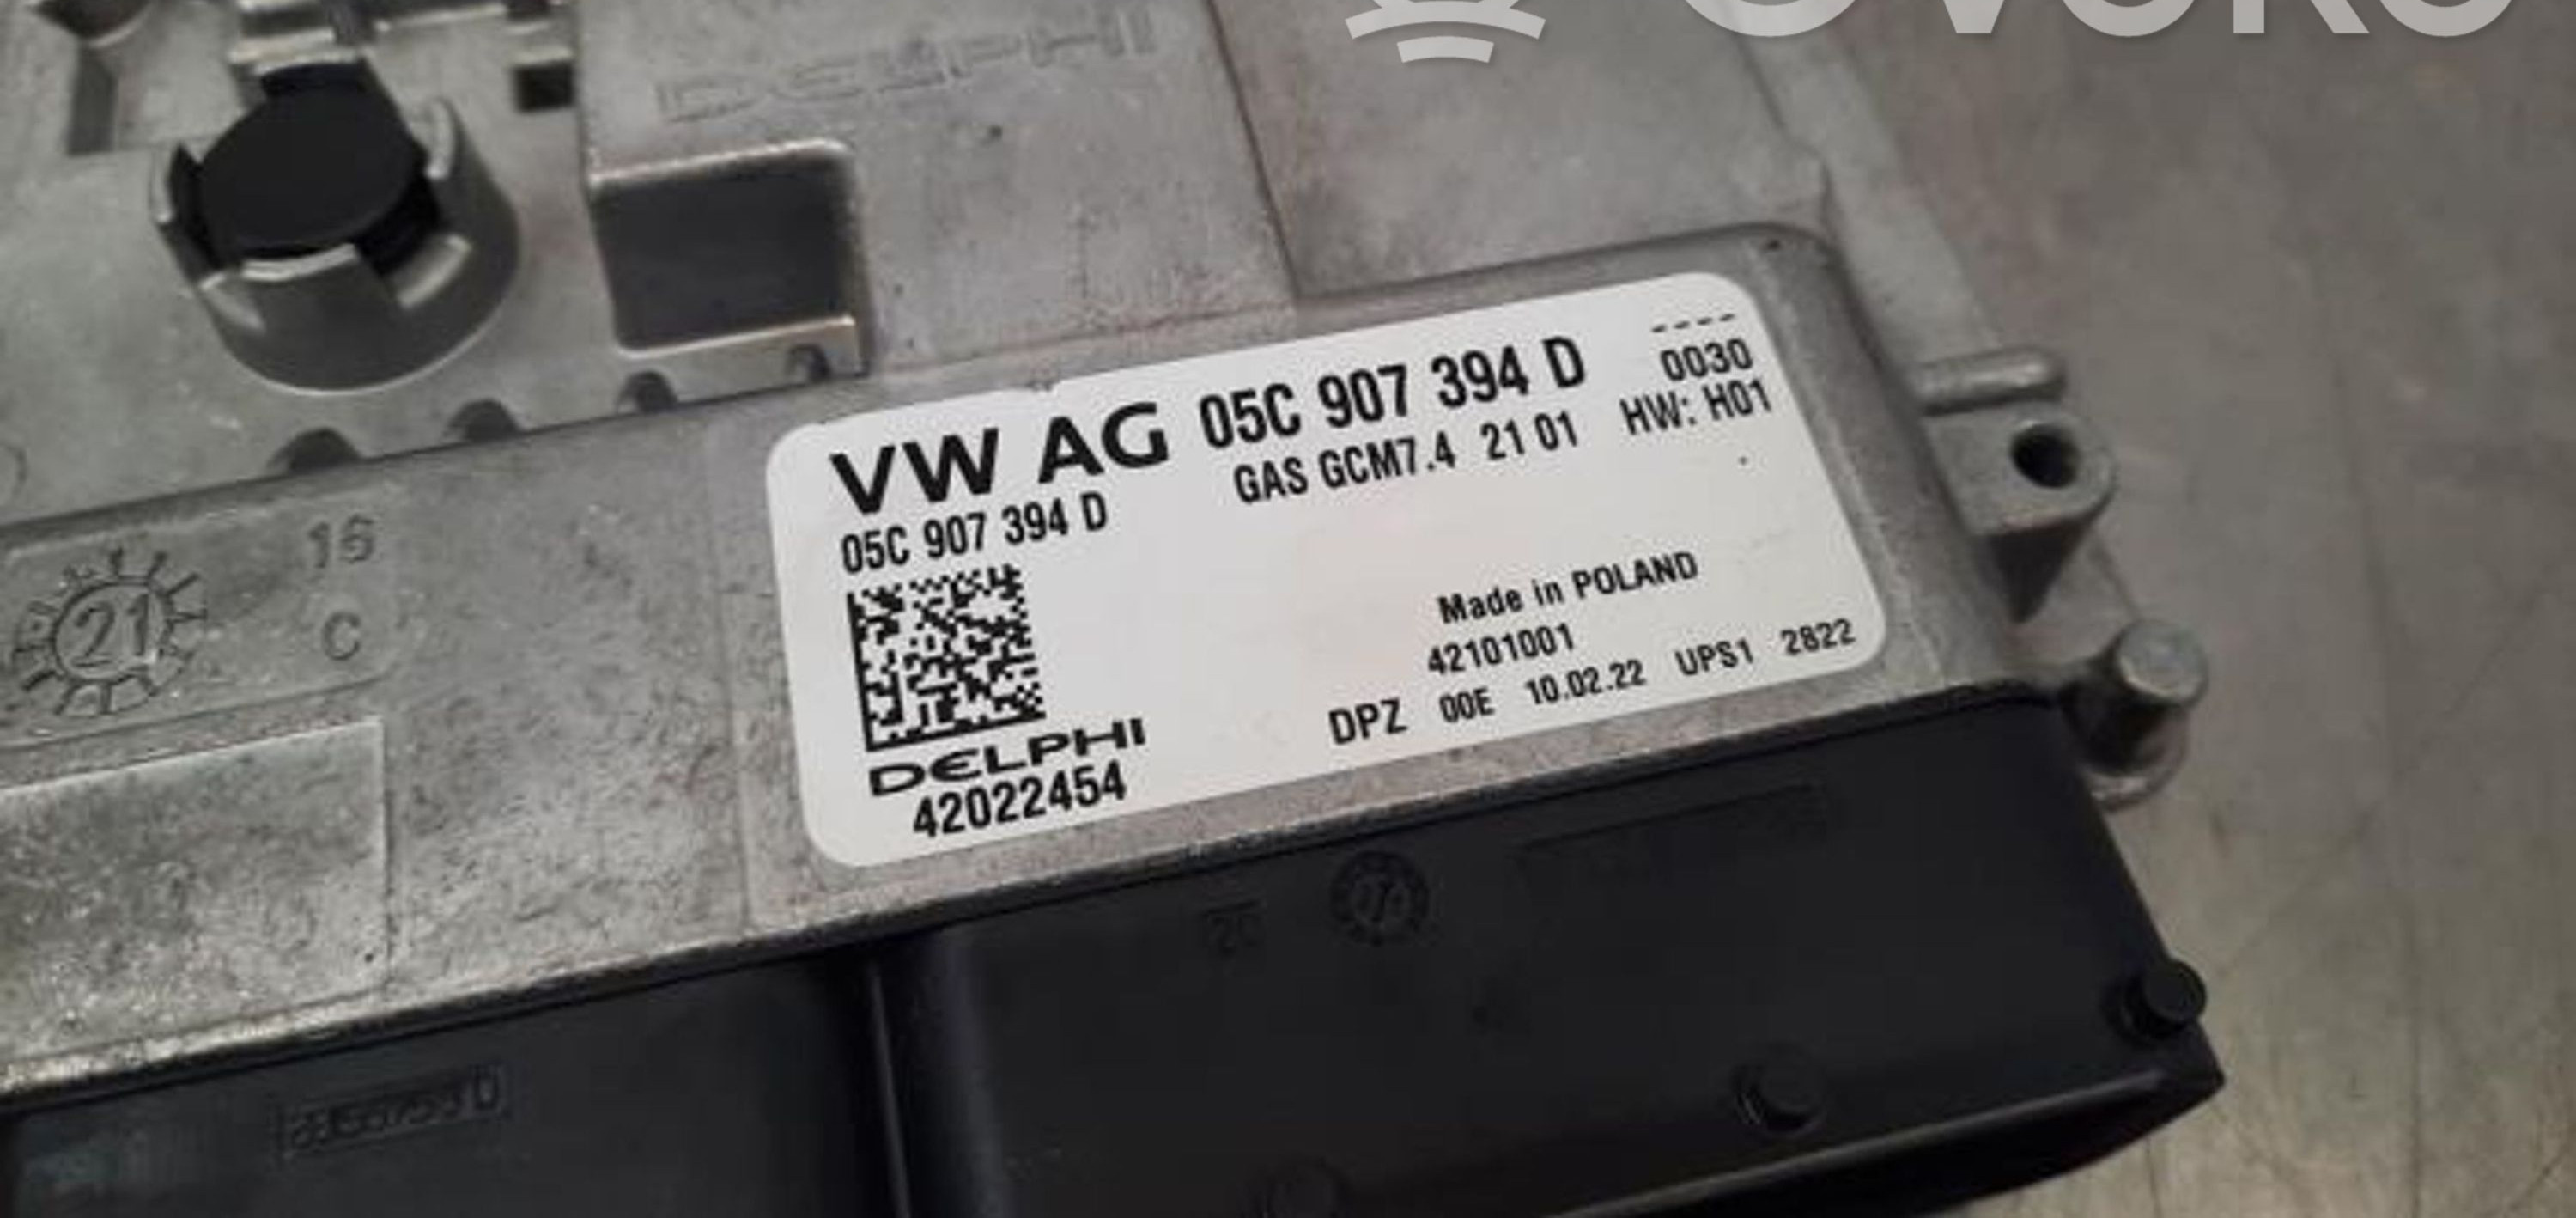 DELPHI
VW AG 05C 907 394 D
----
0030
05C 907 394 D
GAS GCM7.4 21 01 HW: H01
Made in POLAND
42101001
DPZ 00E 10.02.22 UPS1 2822
DELPHI
42022454
16
21
C
20